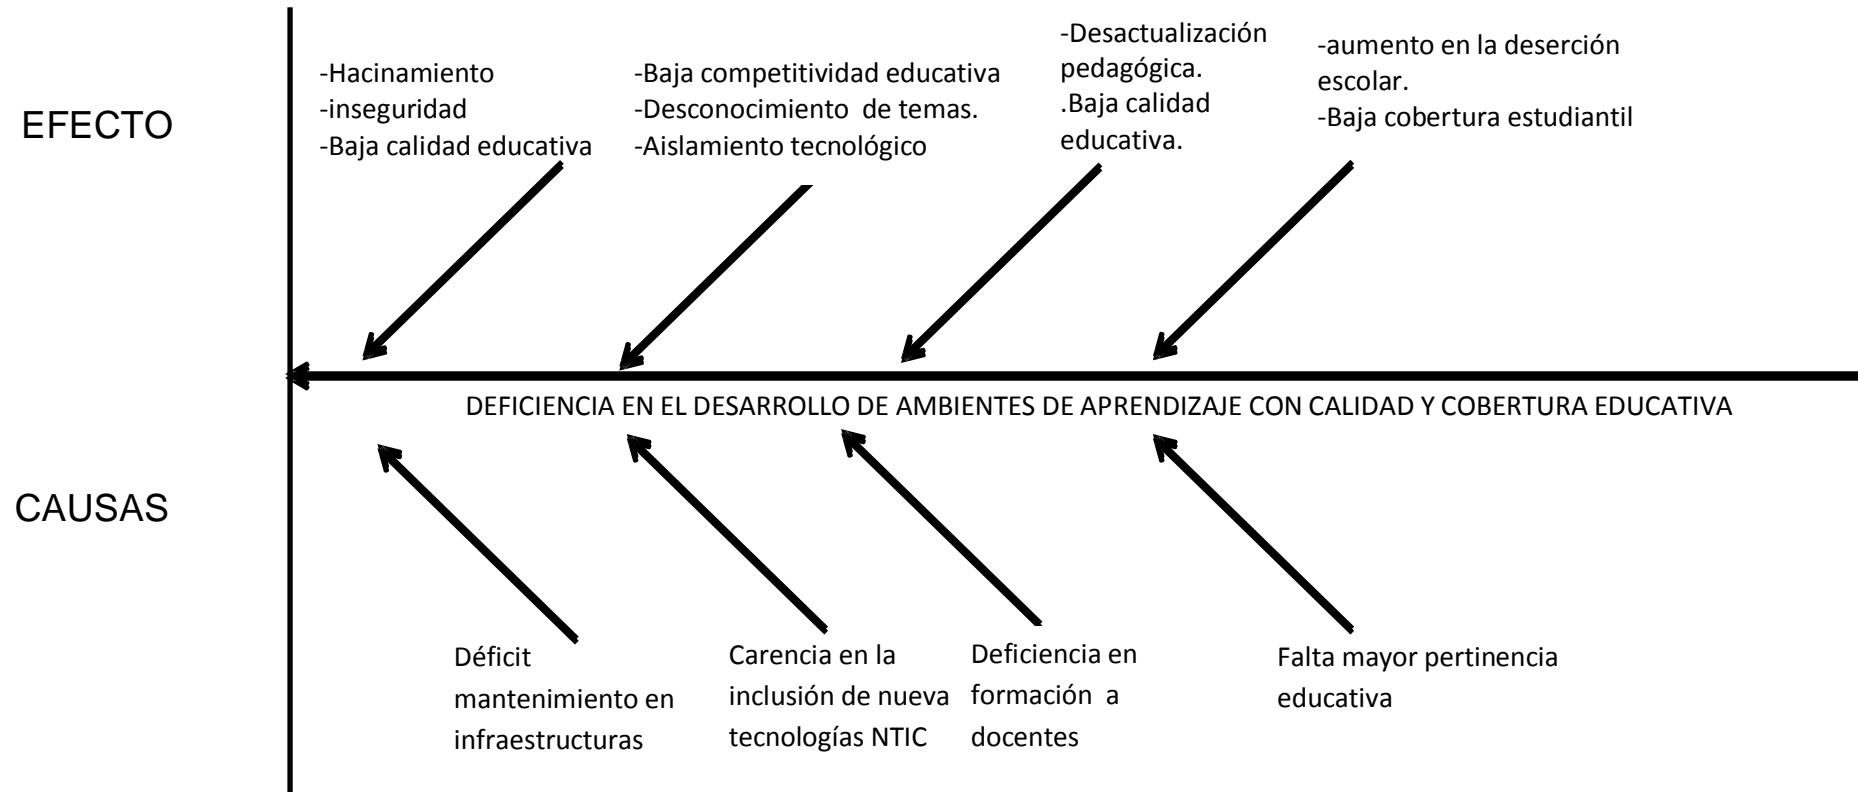 EFECTO
-Hacinamiento
-inseguridad
-Baja calidad educativa
-Baja competitividad educativa
-Desconocimiento  de temas.
-Aislamiento tecnológico
-Desactualización
pedagógica.
.Baja calidad
educativa.
-aumento en la deserción
escolar.
-Baja cobertura estudiantil
DEFICIENCIA EN EL DESARROLLO DE AMBIENTES DE APRENDIZAJE CON CALIDAD Y COBERTURA EDUCATIVA
CAUSAS
Déficit
mantenimiento en
infraestructuras
Carencia en la
inclusión de nueva
tecnologías NTIC
Deficiencia en
formación  a
docentes
Falta mayor pertinencia
educativa